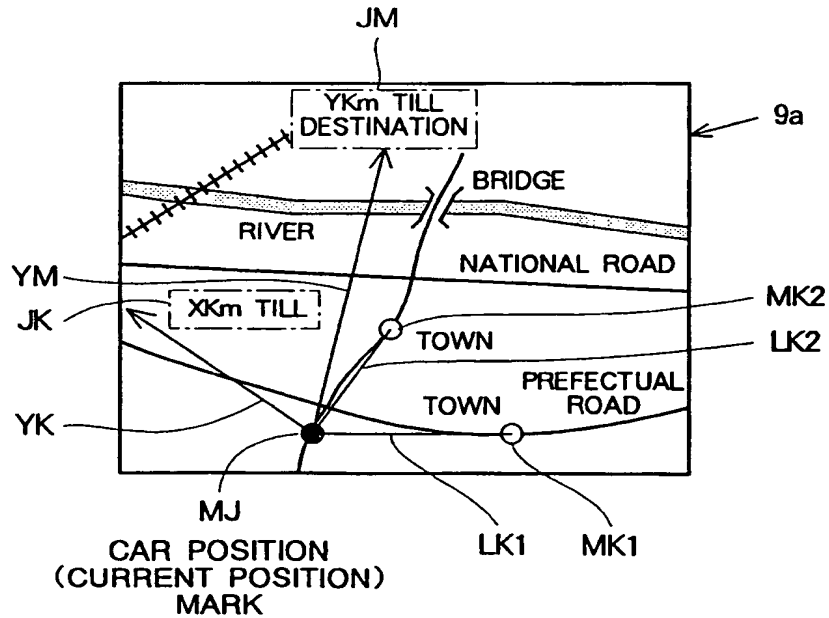 JM
YKm TILL
DESTINATION
9a
BRIDGE
RIVER
YM
NATIONAL ROAD
JK
XKm TILL
MK2
TOWN
LK2
PREFECTUAL
ROAD
TOWN
YK
MJ
LK1
MK1
CAR POSITION
(CURRENT POSITION)
MARK